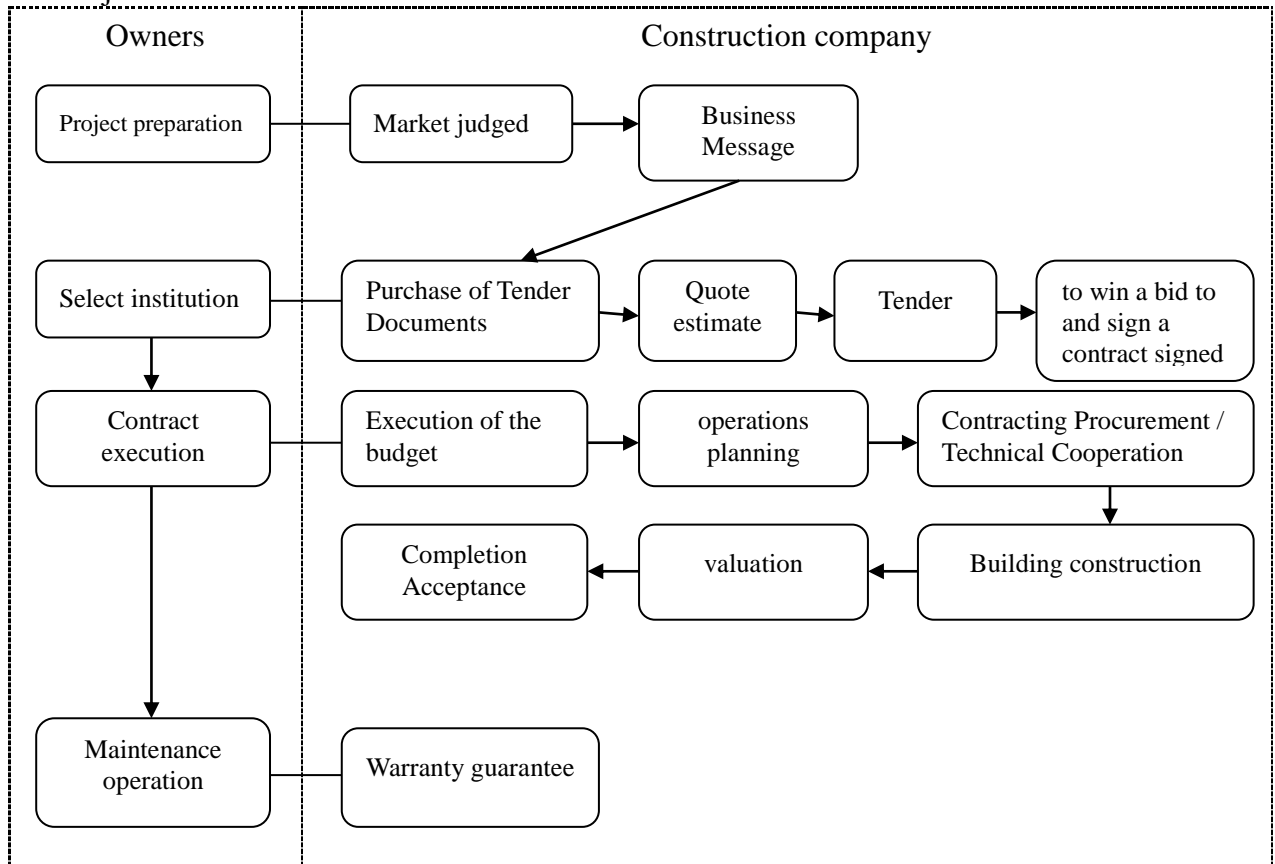 Owners
Construction company
Project preparation
Market judged
Business
Message
Select institution
Purchase of Tender
Documents
Quote
estimate
Tender
to win a bid to
and sign a
contract signed
Contract
execution
Execution of the
budget
operations
planning
Contracting Procurement /
Technical Cooperation
Completion
Acceptance
valuation
Building construction
Maintenance
operation
Warranty guarantee